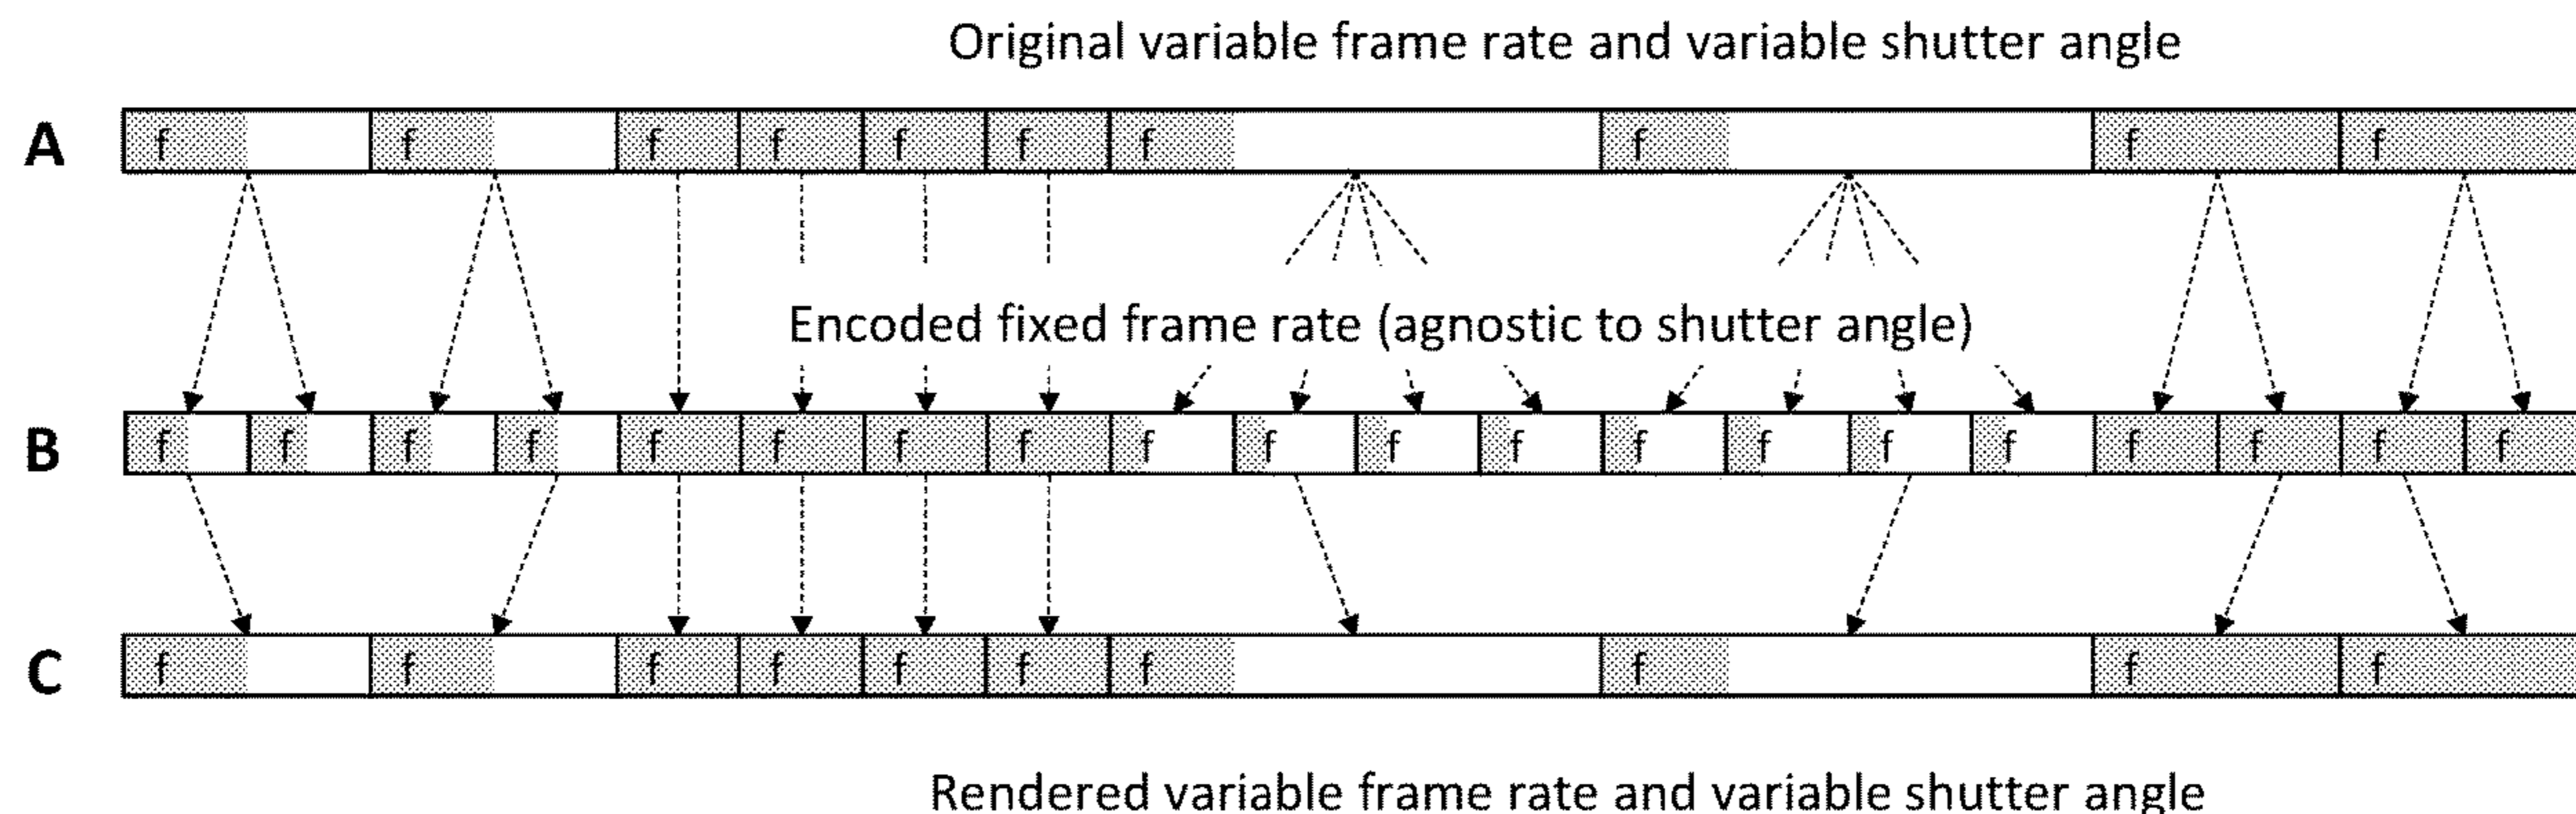 Original variable frame rate and variable shutter angle
A f f f f f f f f f f
Encoded fixed frame rate (agnostic to shutter angle)
B f f f f f f f f f f f f f f f f f f f f
C f f f f f f f f f f
Rendered variable frame rate and variable shutter angle